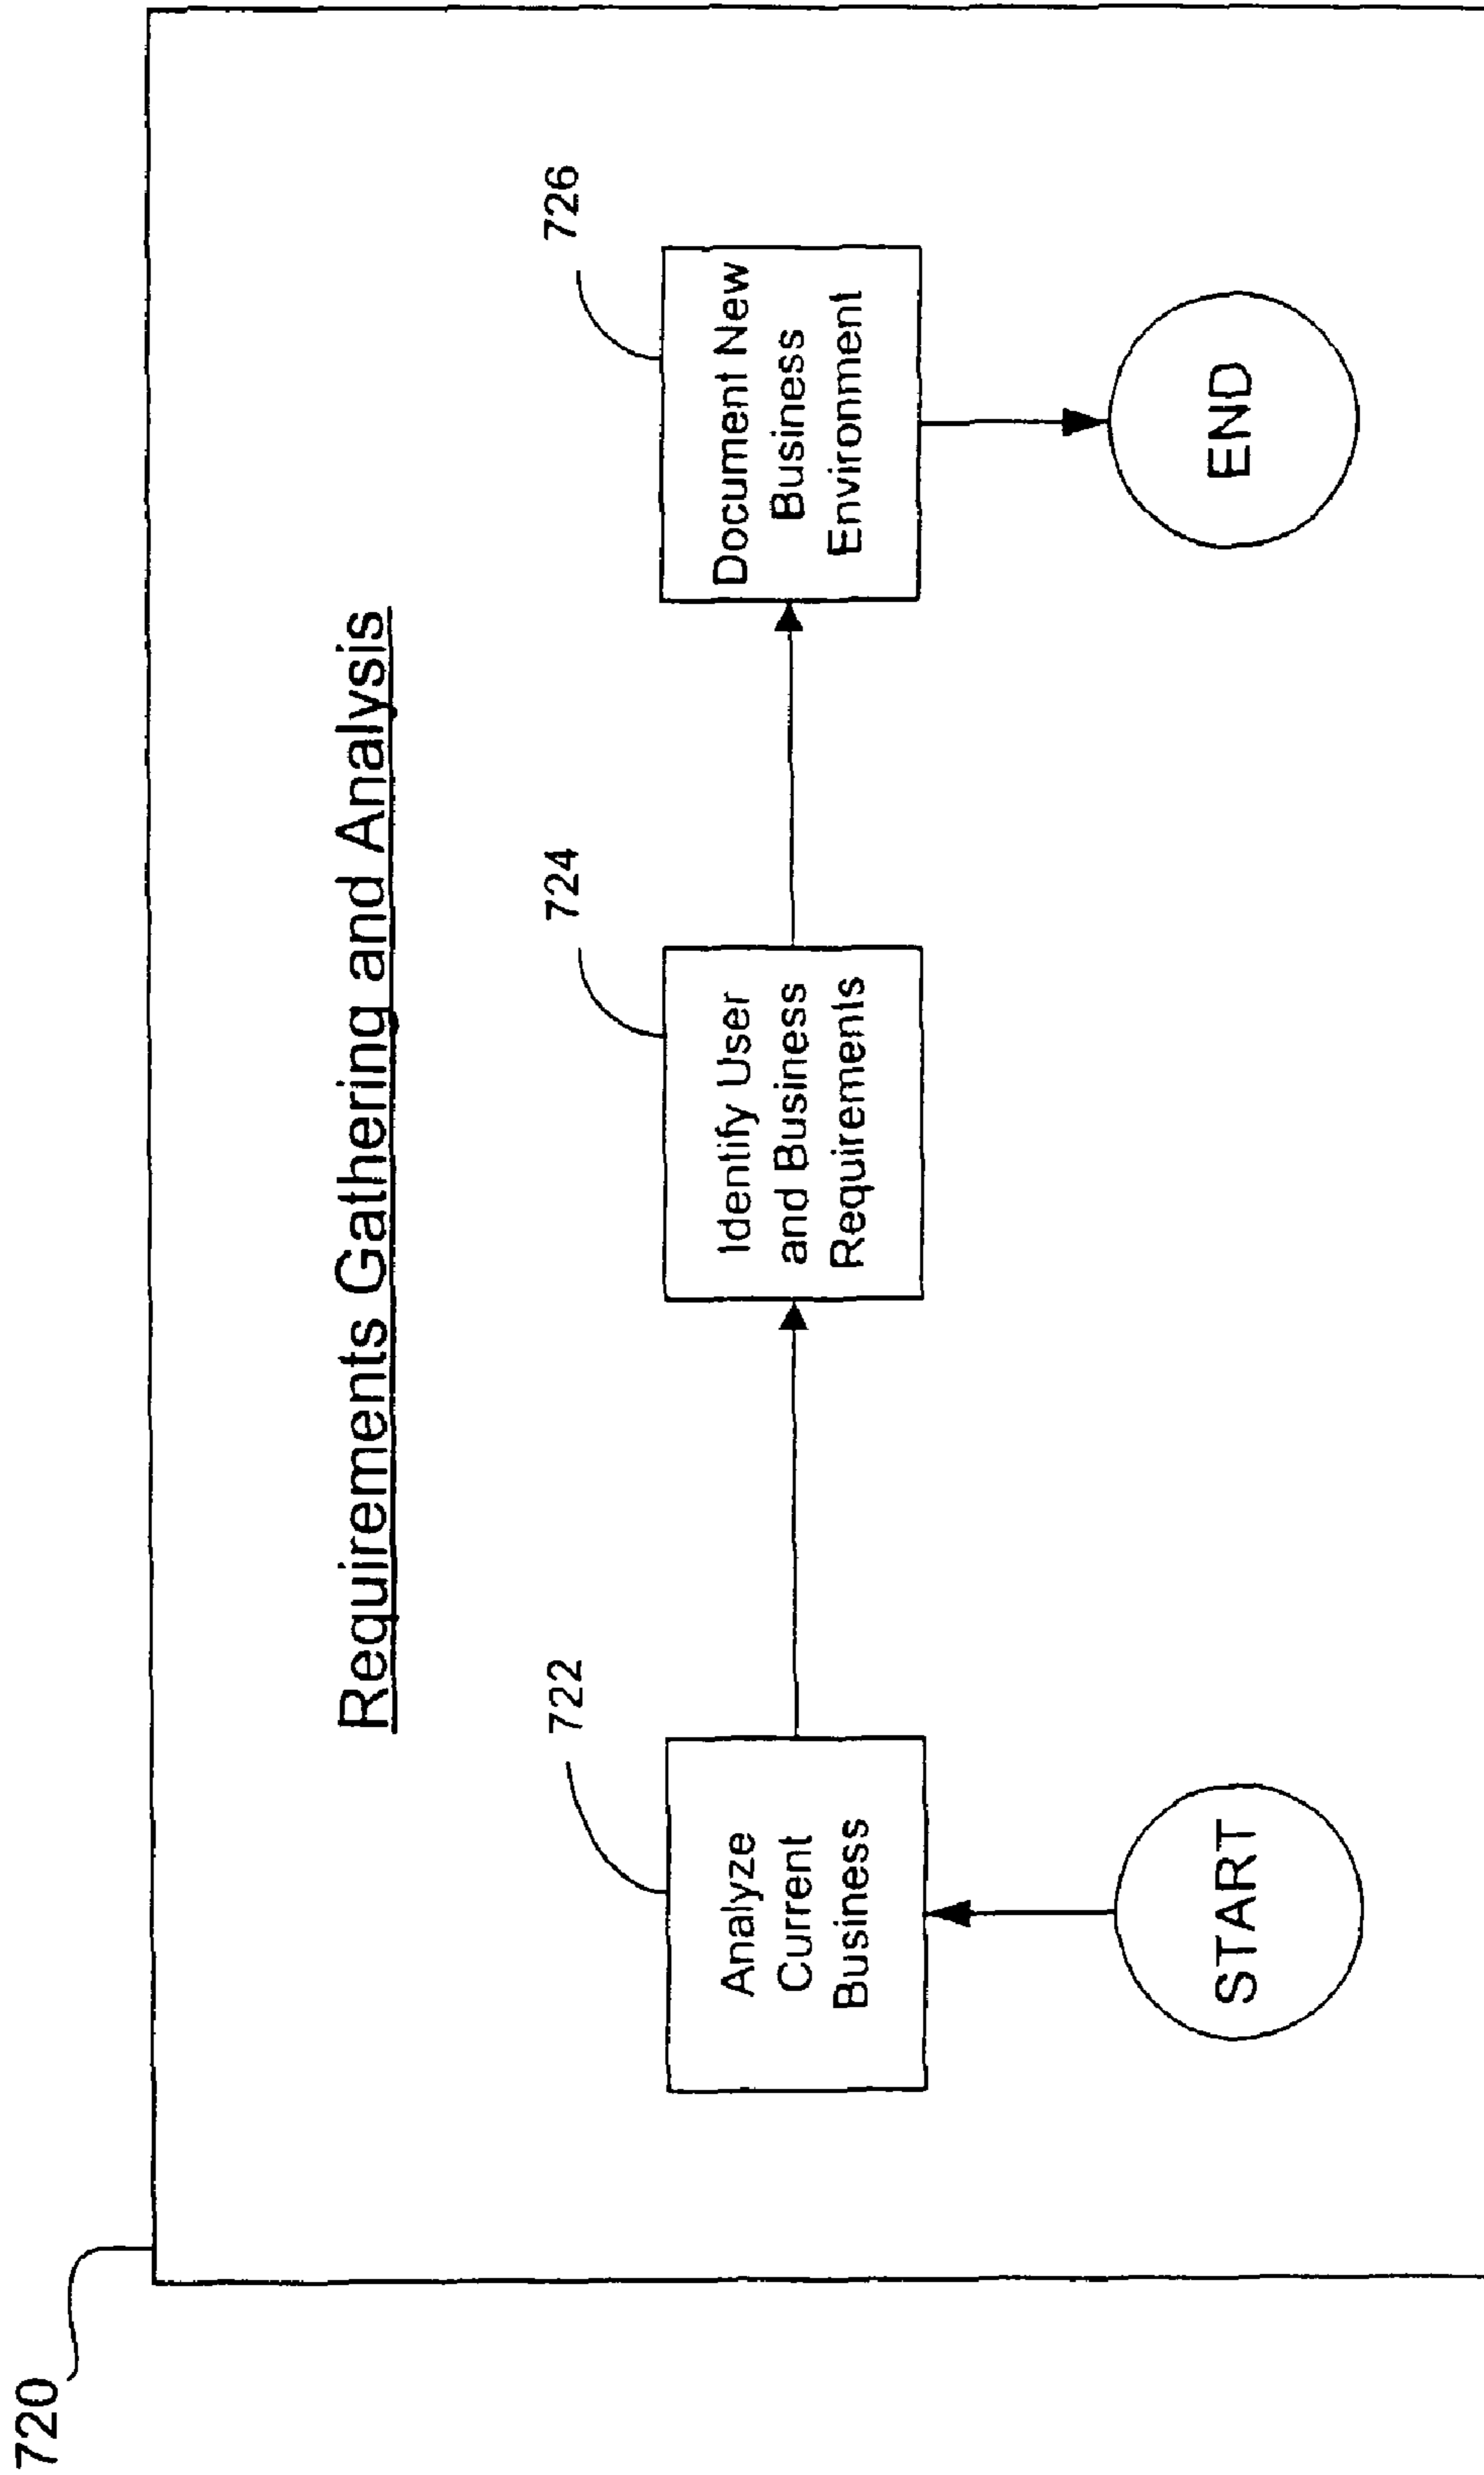 720
Requirements Gathering and Analysis
722
724
726
Analyze
Current
Business
Identify User
and Business
Requirements
Document New
Business
Environment
START
END